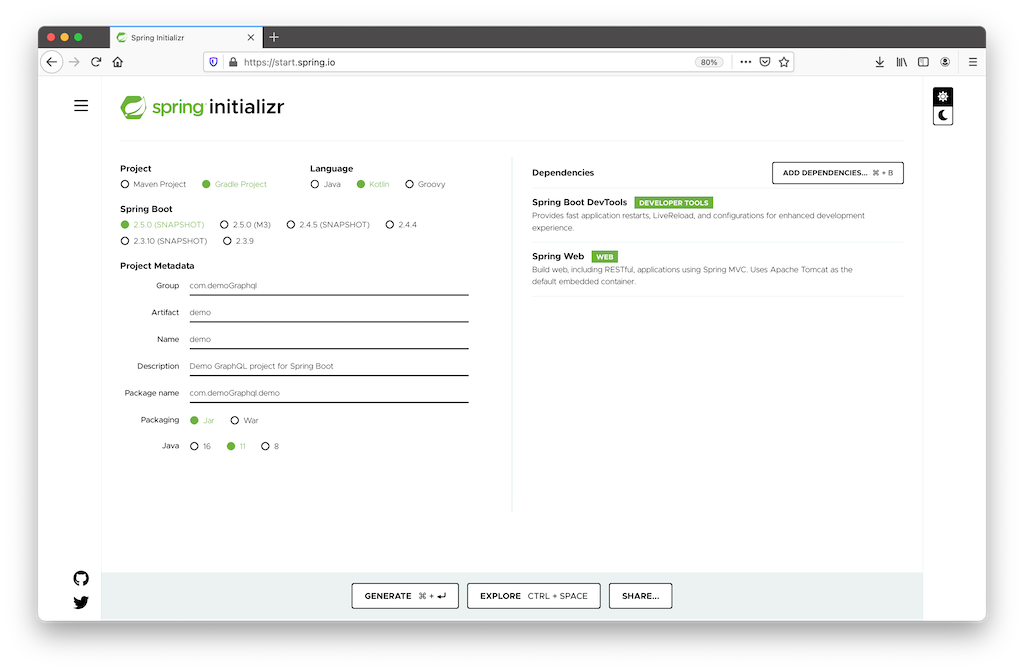 Spring Initializr
https://start.spring.io
80%
spring initializr
Project
Maven Project Gradle Project
Language
Java Kotlin Groovy
Spring Boot
2.5.0 (SNAPSHOT) 2.5.0 (M3) 2.4.5 (SNAPSHOT) 2.4.4
2.3.10 (SNAPSHOT) 2.3.9
Project Metadata
Group com.demoGraphql
Artifact demo
Name demo
Description Demo GraphQL project for Spring Boot
Package name com.demoGraphql.demo
Packaging Jar War
Java 16 11 8
Dependencies
ADD DEPENDENCIES... ⌘ + B
Spring Boot DevTools DEVELOPER TOOLS
Provides fast application restarts, LiveReload, and configurations for enhanced development
experience.
Spring Web WEB
Build web, including RESTful, applications using Spring MVC. Uses Apache Tomcat as the
default embedded container.
GENERATE ⌘ + ↵
EXPLORE CTRL + SPACE
SHARE...